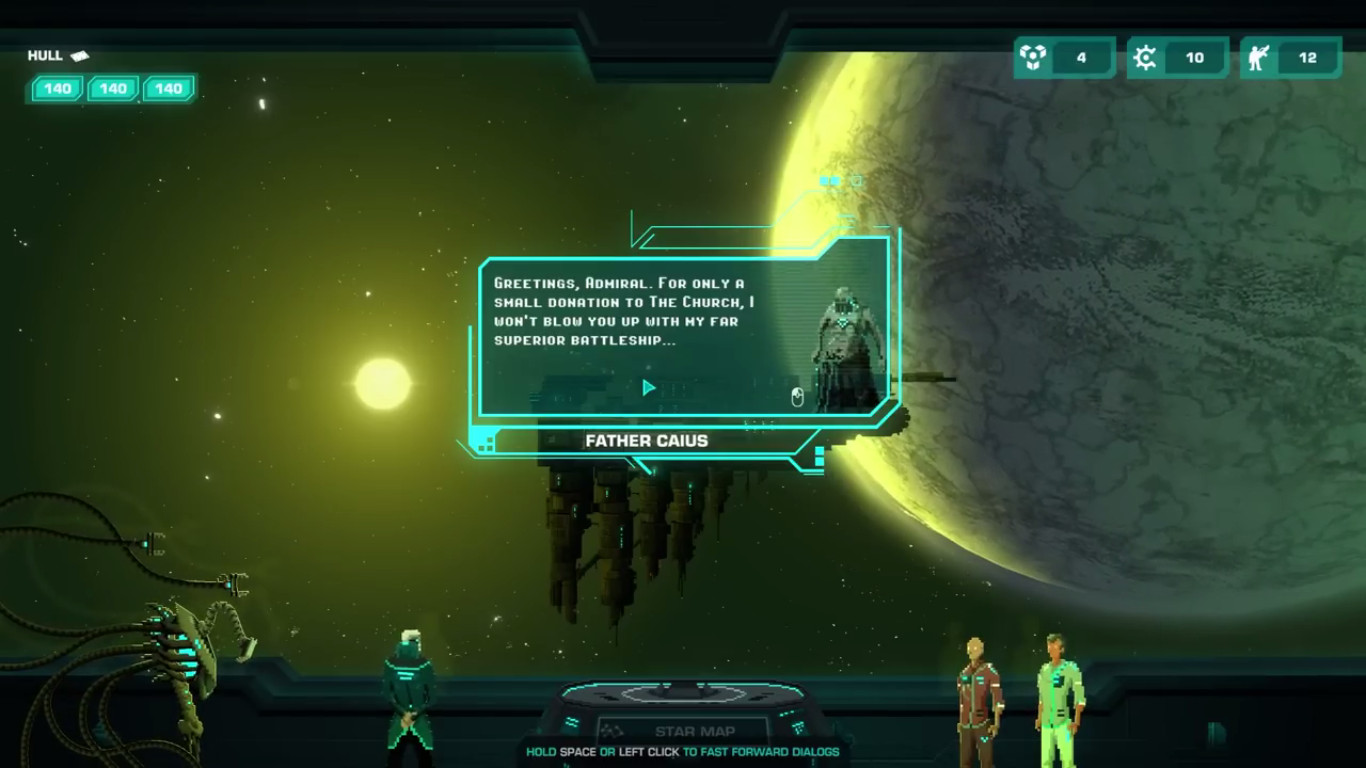 HULL
140 140 140
4 10 12
Greetings, Admiral. For only a
small donation to The Church, I
won't blow you up with my far
superior battleship...
FATHER CAIUS
STAR MAP
HOLD SPACE OR LEFT CLICK TO FAST FORWARD DIALOGS